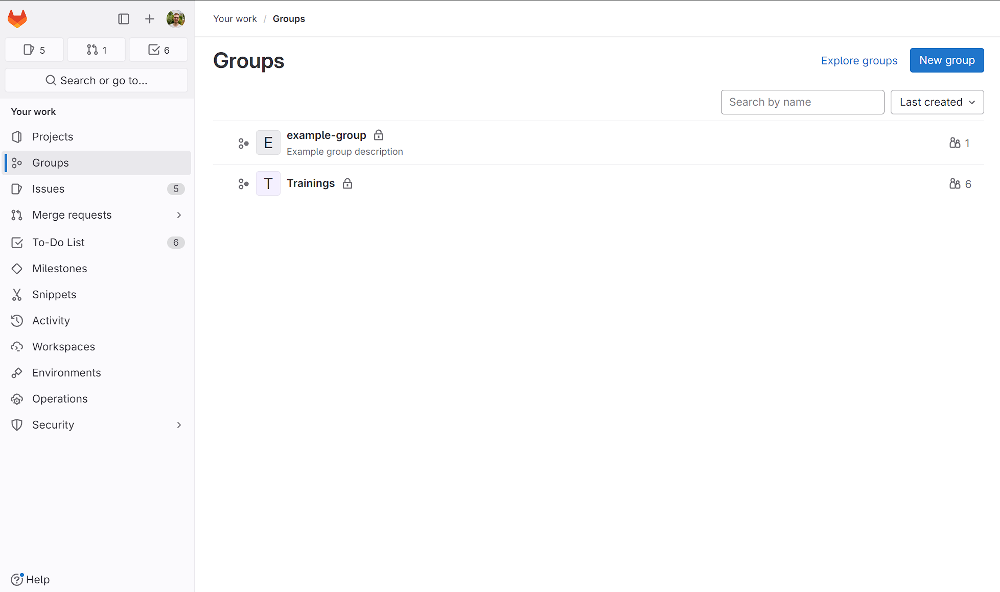 Your work / Groups
5
1
6
Search or go to...
Your work
Projects
Groups
Issues 5
Merge requests
To-Do List 6
Milestones
Snippets
Activity
Workspaces
Environments
Operations
Security
Help
Groups
Explore groups
New group
Search by name
Last created
E
example-group
Example group description
1
T
Trainings
6